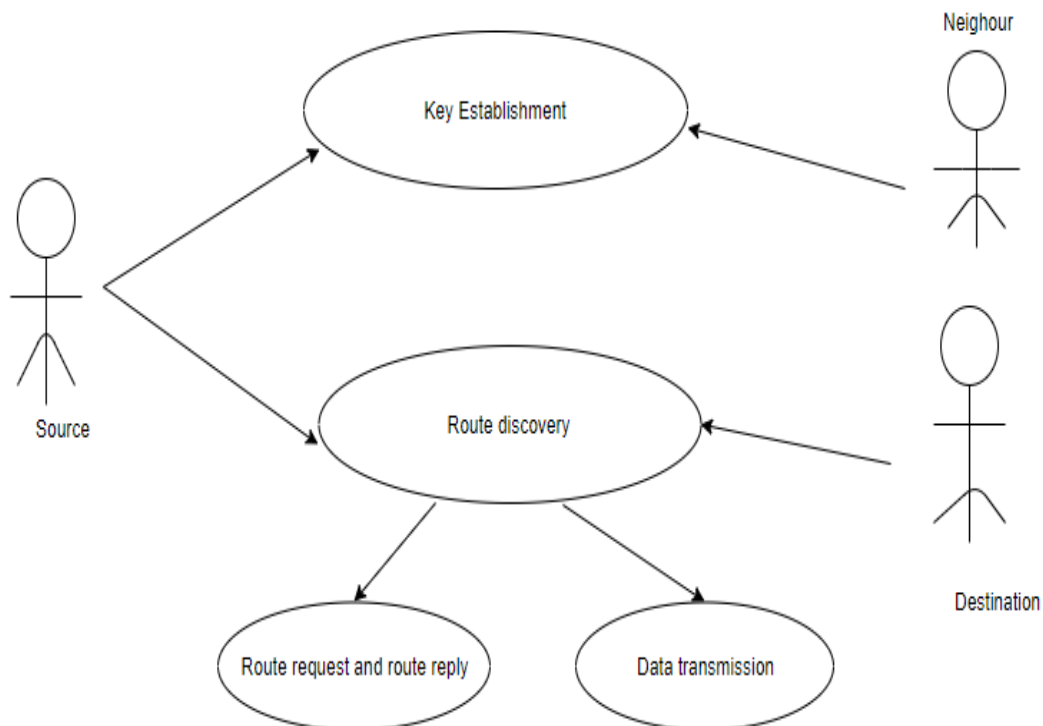 Neighour
Key Establishment
Source
Route discovery
Destination
Route request and route reply
Data transmission